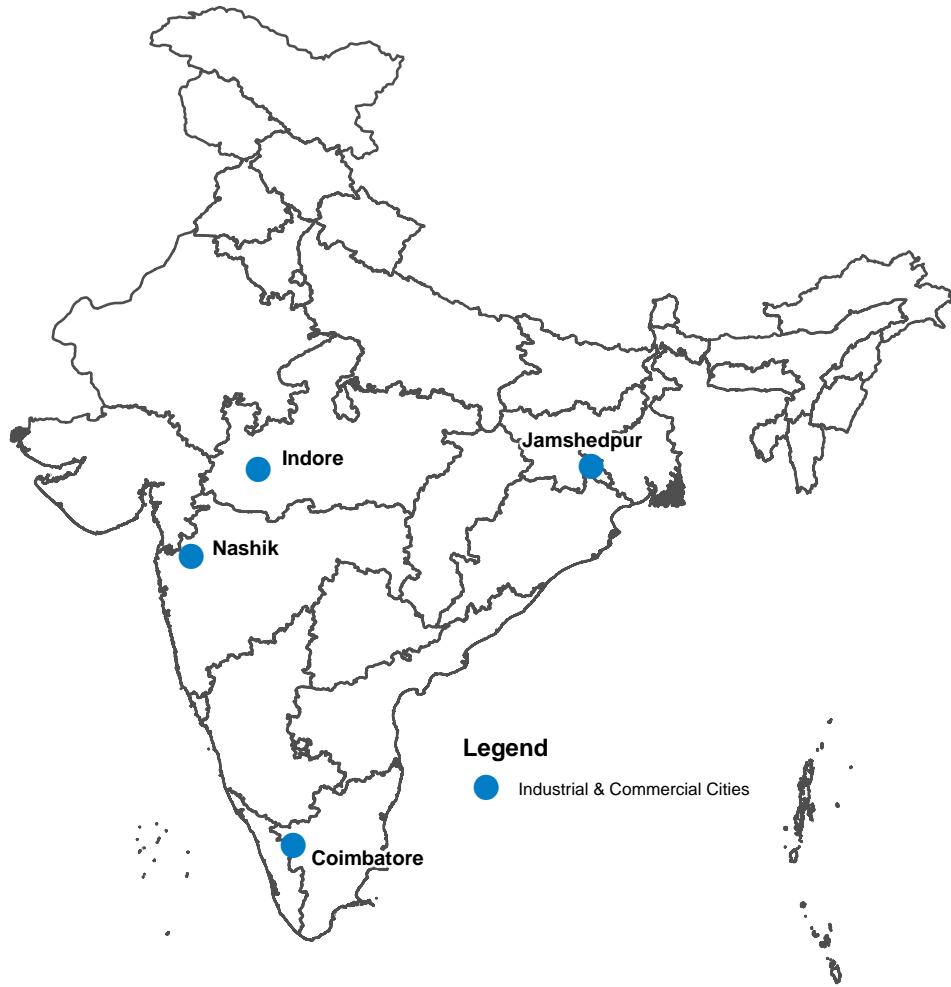 Jamshedpur
Indore
Nashik
Legend
Industrial & Commercial Cities
Coimbatore